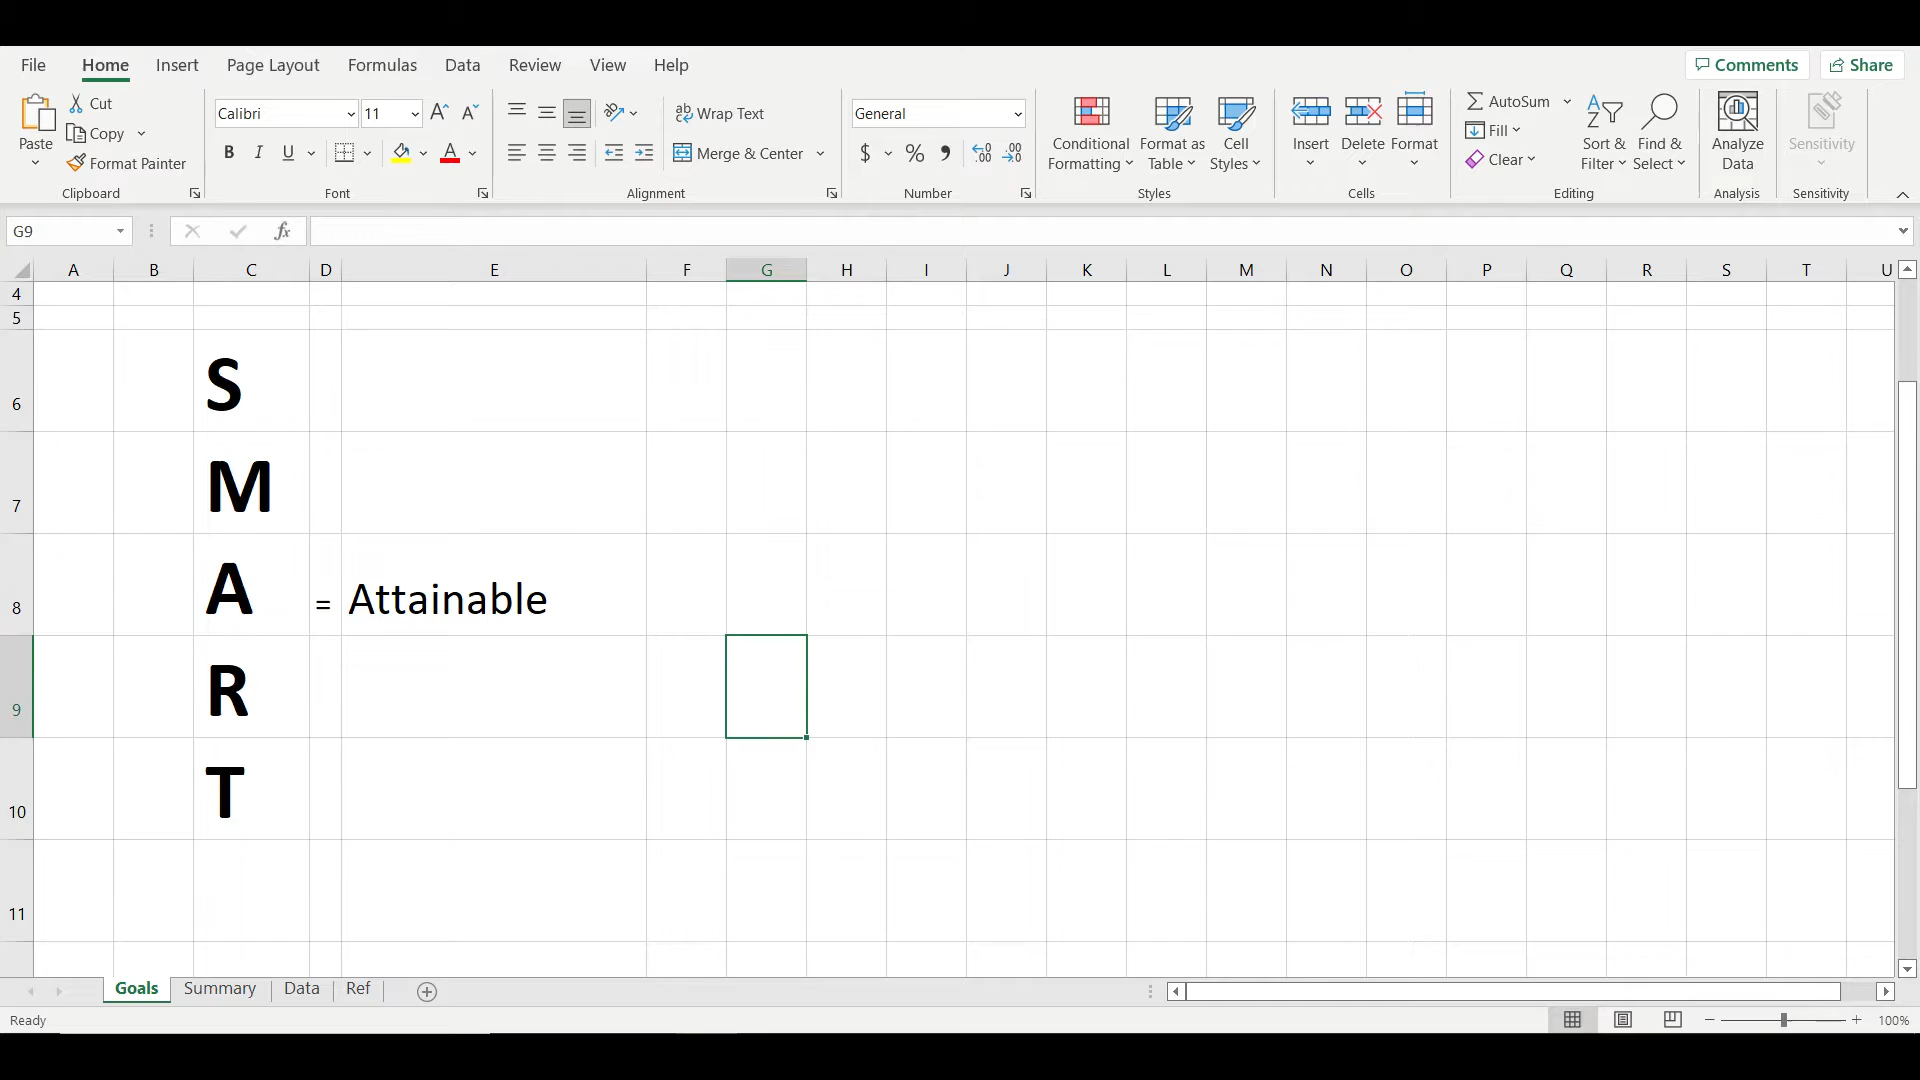 File Home Insert Page Layout Formulas Data Review View Help Comments Share
Cut
Copy
Format Painter
Paste
Clipboard
Calibri 11
B I U
Font
Wrap Text
Merge & Center
Alignment
General
$ % ,
Number
Conditional Formatting
Format as Table
Cell Styles
Styles
Insert
Delete
Format
Cells
AutoSum
Fill
Clear
Sort & Filter
Find & Select
Editing
Analyze Data
Analysis
Sensitivity
Sensitivity
G9 fx
A B C D E F G H I J K L M N O P Q R S T U
4
5
6 S
7 M
8 A = Attainable
9 R
10 T
11
Goals Summary Data Ref
Ready 100%